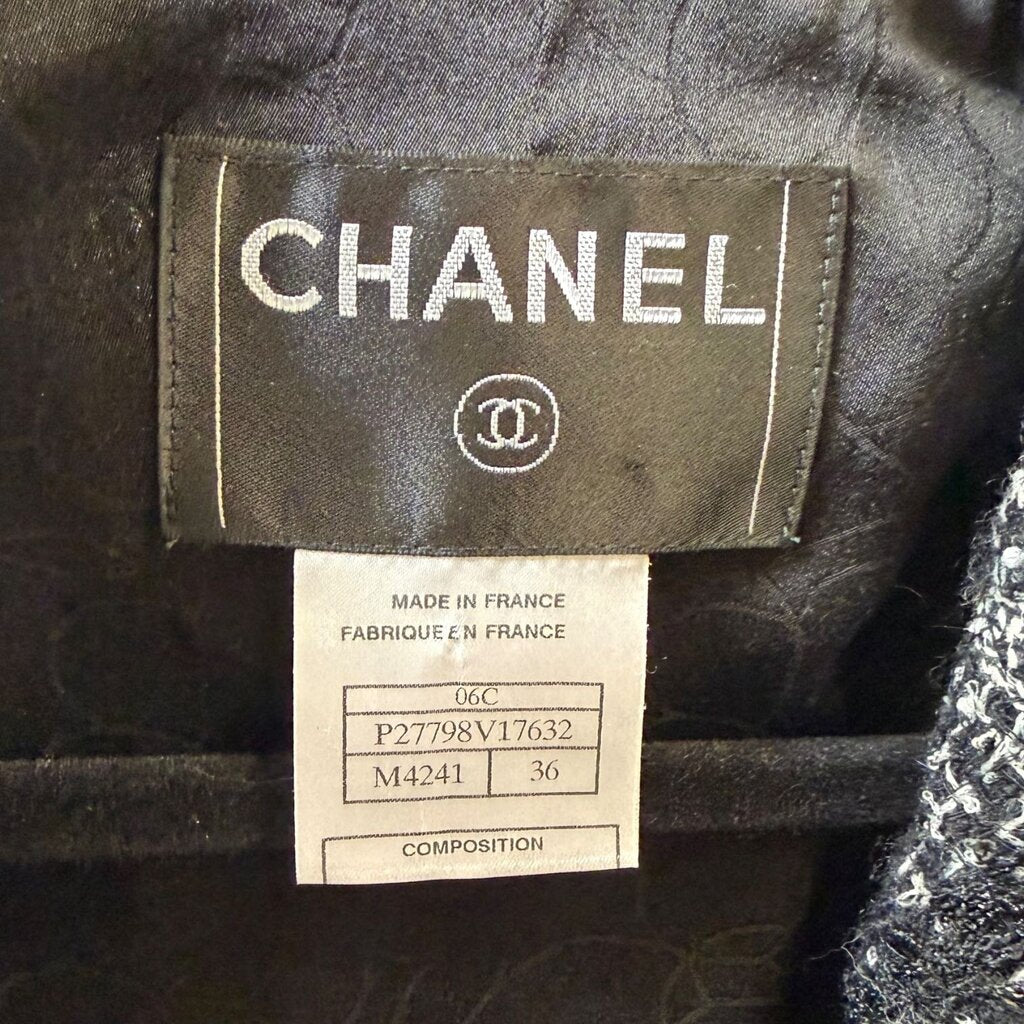 CHANEL
MADE IN FRANCE
FABRIQUE EN FRANCE
06C
P27798V17632
M4241 36
COMPOSITION